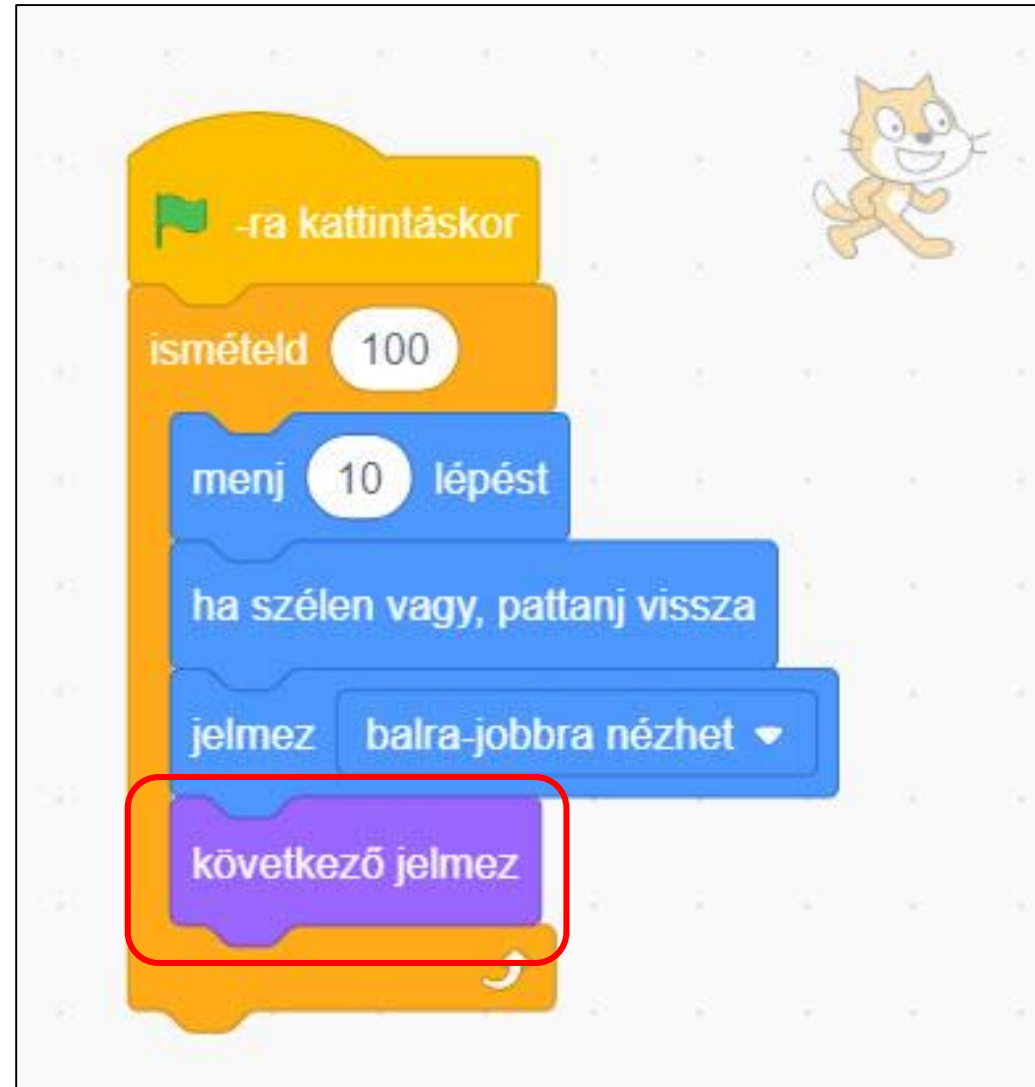 -ra kattintáskor
ismételd 100
menj 10 lépést
ha szélen vagy, pattanj vissza
jelmez balra-jobbra nézhet
következő jelmez